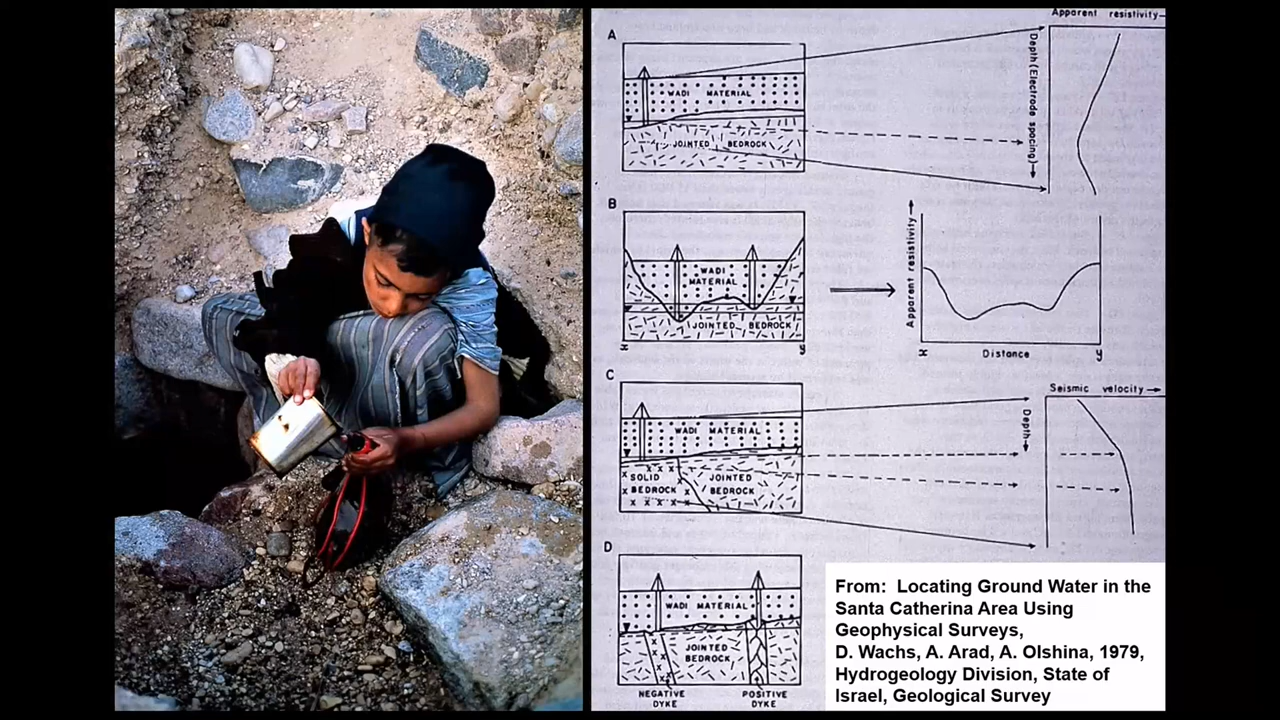 A
Apparent resistivity
WADI MATERIAL
JOINTED BEDROCK
Depth (Electrode spacing)
B
WADI
MATERIAL
JOINTED BEDROCK
x y
Apparent resistivity
x Distance y
C
Seismic velocity
WADI MATERIAL
SOLID
BEDROCK
JOINTED
BEDROCK
Depth
D
WADI MATERIAL
JOINTED
BEDROCK
NEGATIVE
DYKE
POSITIVE
DYKE
From: Locating Ground Water in the
Santa Catherina Area Using
Geophysical Surveys,
D. Wachs, A. Arad, A. Olshina, 1979,
Hydrogeology Division, State of
Israel, Geological Survey